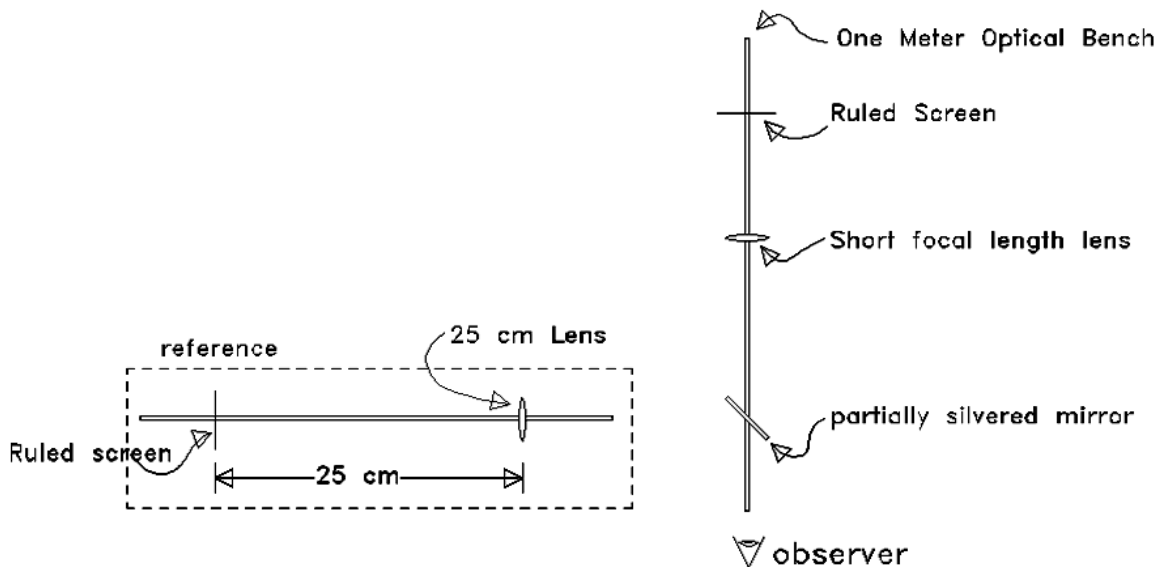 One Meter Optical Bench
Ruled Screen
Short focal length lens
25 cm Lens
reference
partially silvered mirror
Ruled screen
25 cm
observer